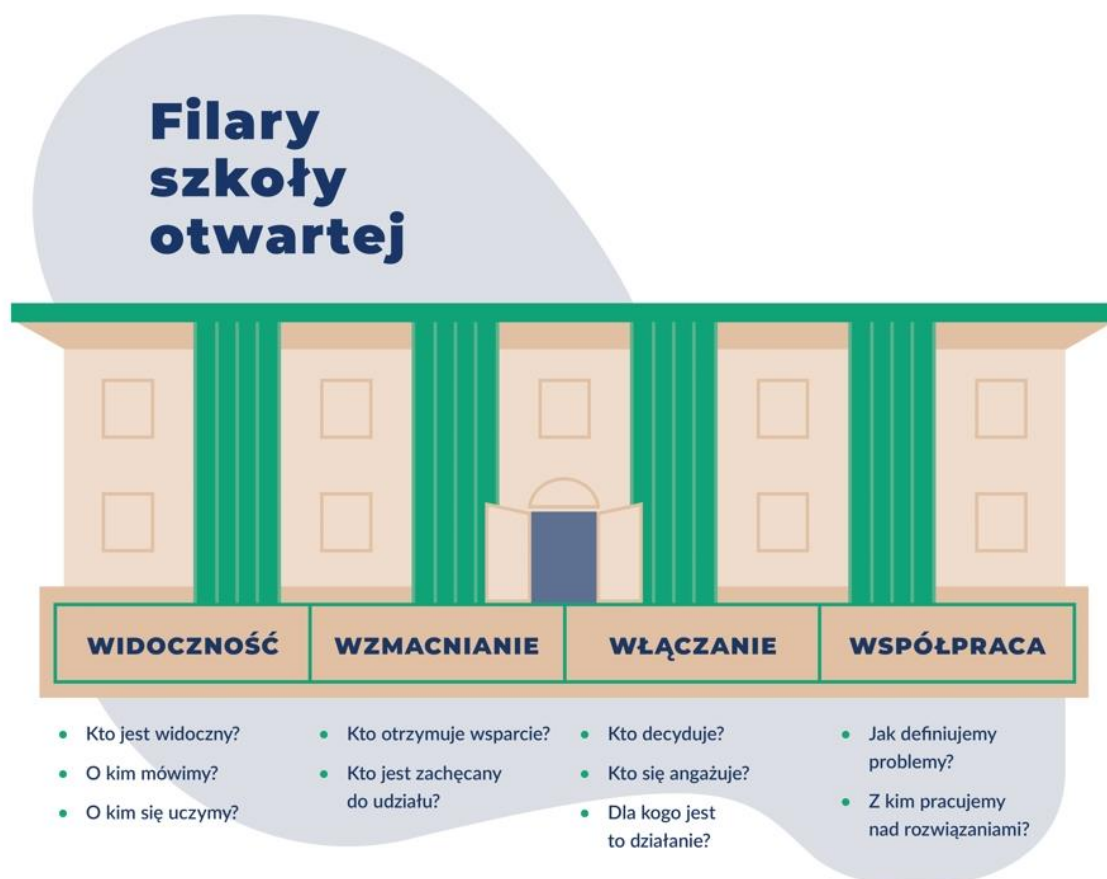 Filary
szkoły
otwartej
WIDOCZNOŚĆ
Kto jest widoczny?
O kim mówimy?
O kim się uczymy?
WZMACNIANIE
Kto otrzymuje wsparcie?
Kto jest zachęcany
do udziału?
WŁĄCZANIE
Kto decyduje?
Kto się angażuje?
Dla kogo jest
to działanie?
WSPÓŁPRACA
Jak definiujemy
problemy?
Z kim pracujemy
nad rozwiązaniami?